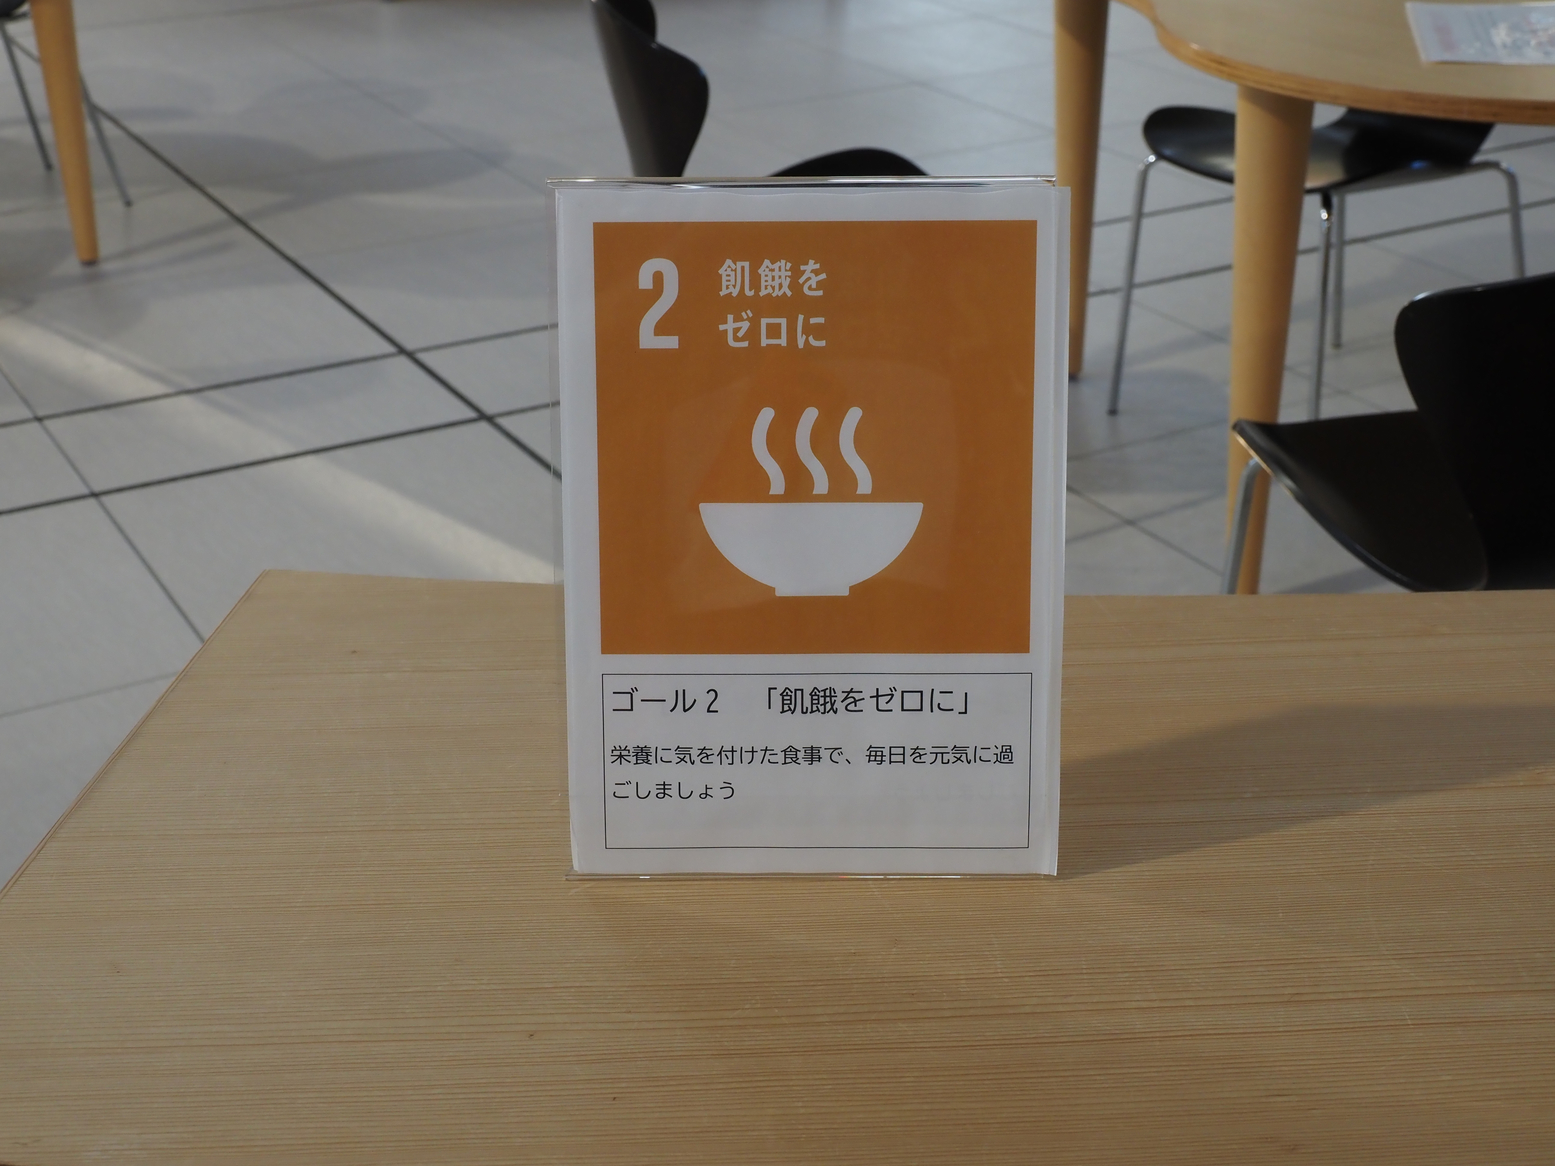 2
飢餓を
ゼロに
ゴール2 「飢餓をゼロに」
栄養に気を付けた食事で、毎日を元気に過
ごしましょう